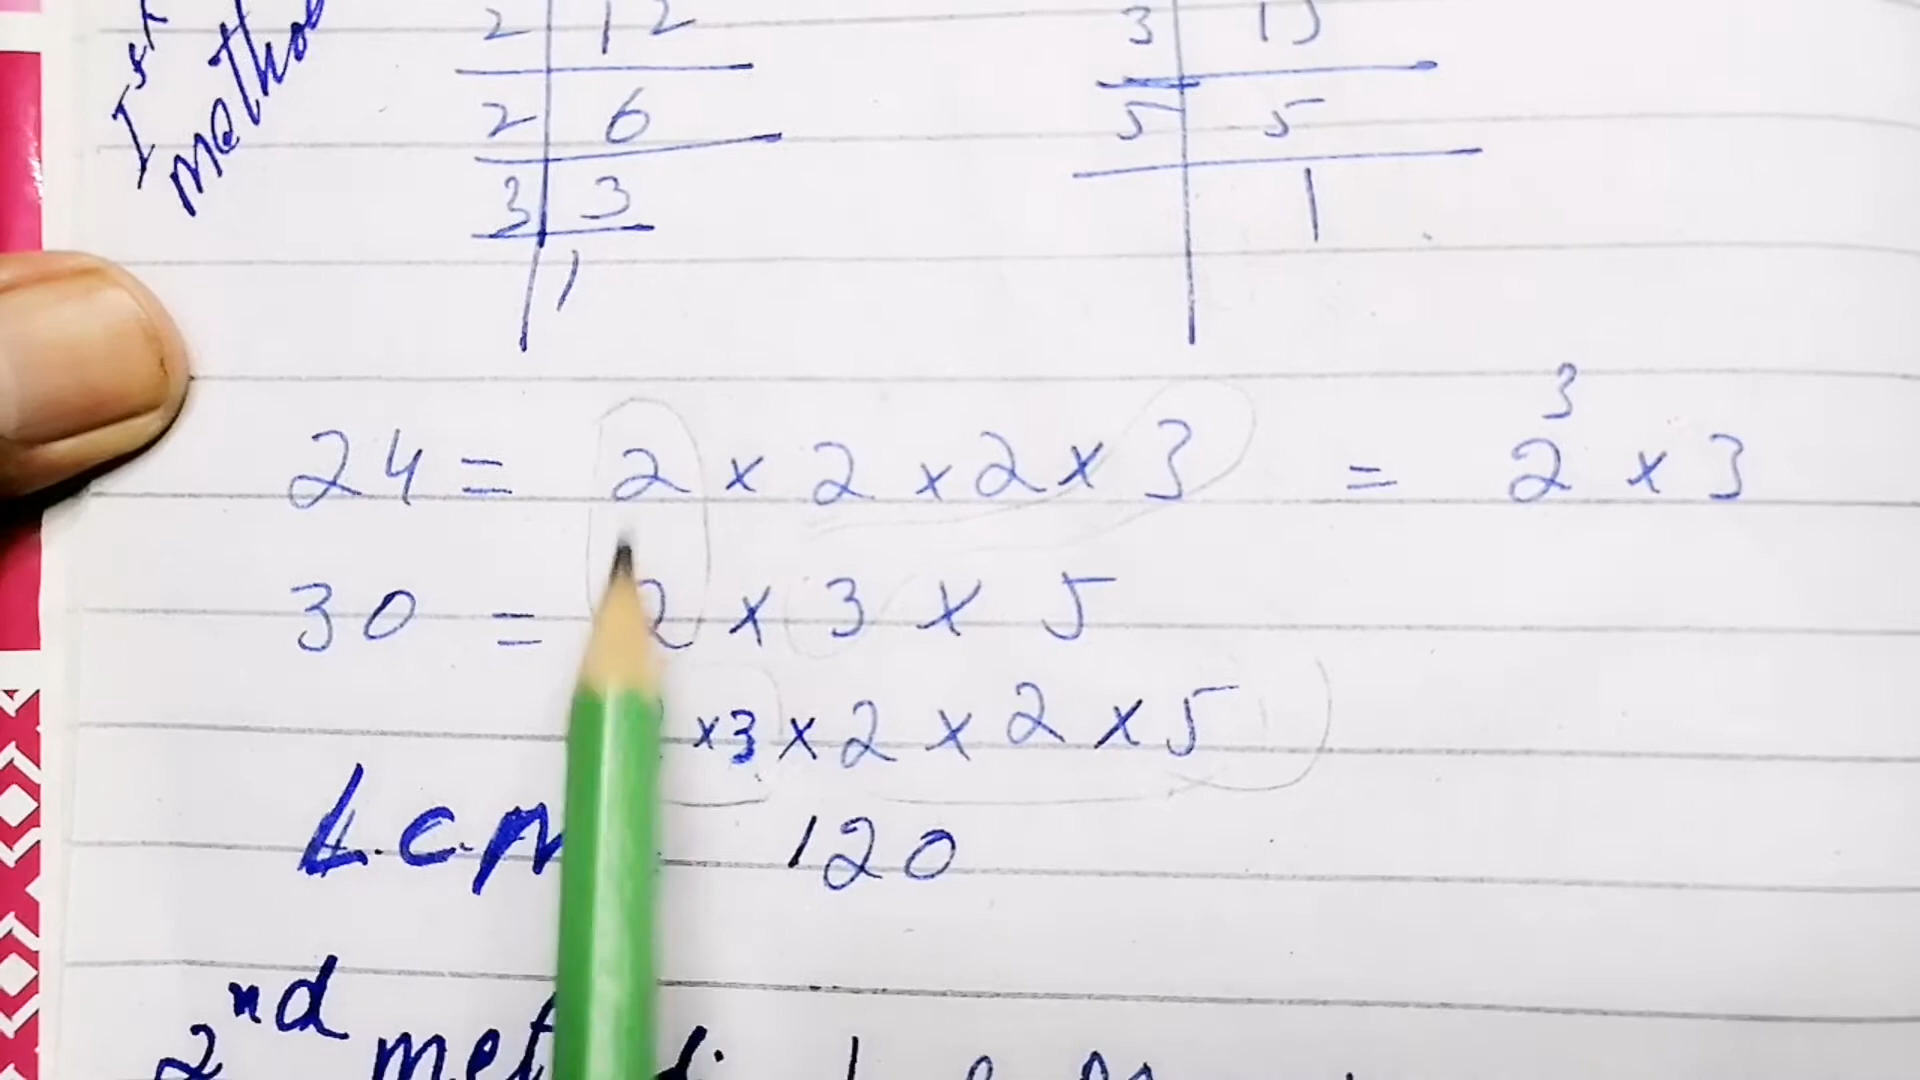 Ist
method
2 | 12
2 | 6
3 | 3
1
3 | 15
5 | 5
1
24 = 2 × 2 × 2 × 3 = 2³ × 3
30 = 2 × 3 × 5
×3 × 2 × 2 × 5
L.C.M 120
2nd